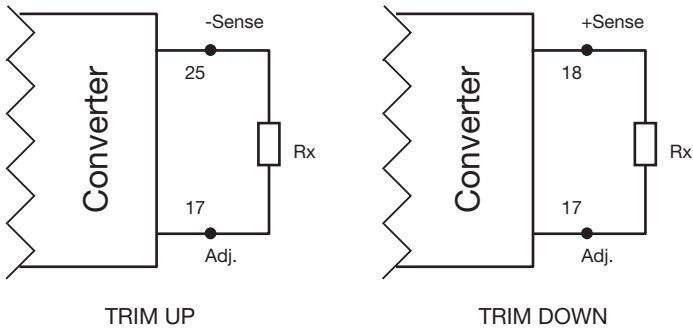 -Sense
25
Converter
Rx
17
Adj.
TRIM UP
+Sense
18
Converter
Rx
17
Adj.
TRIM DOWN